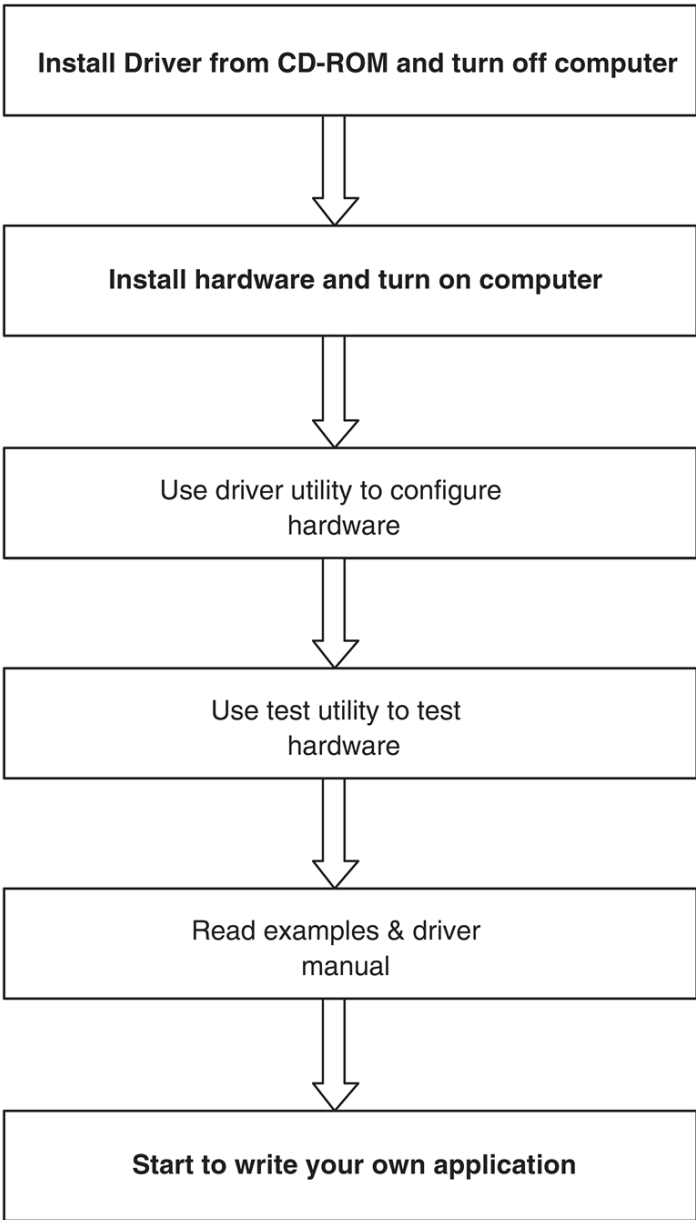 Install Driver from CD-ROM and turn off computer
Install hardware and turn on computer
Use driver utility to configure
hardware
Use test utility to test
hardware
Read examples & driver
manual
Start to write your own application